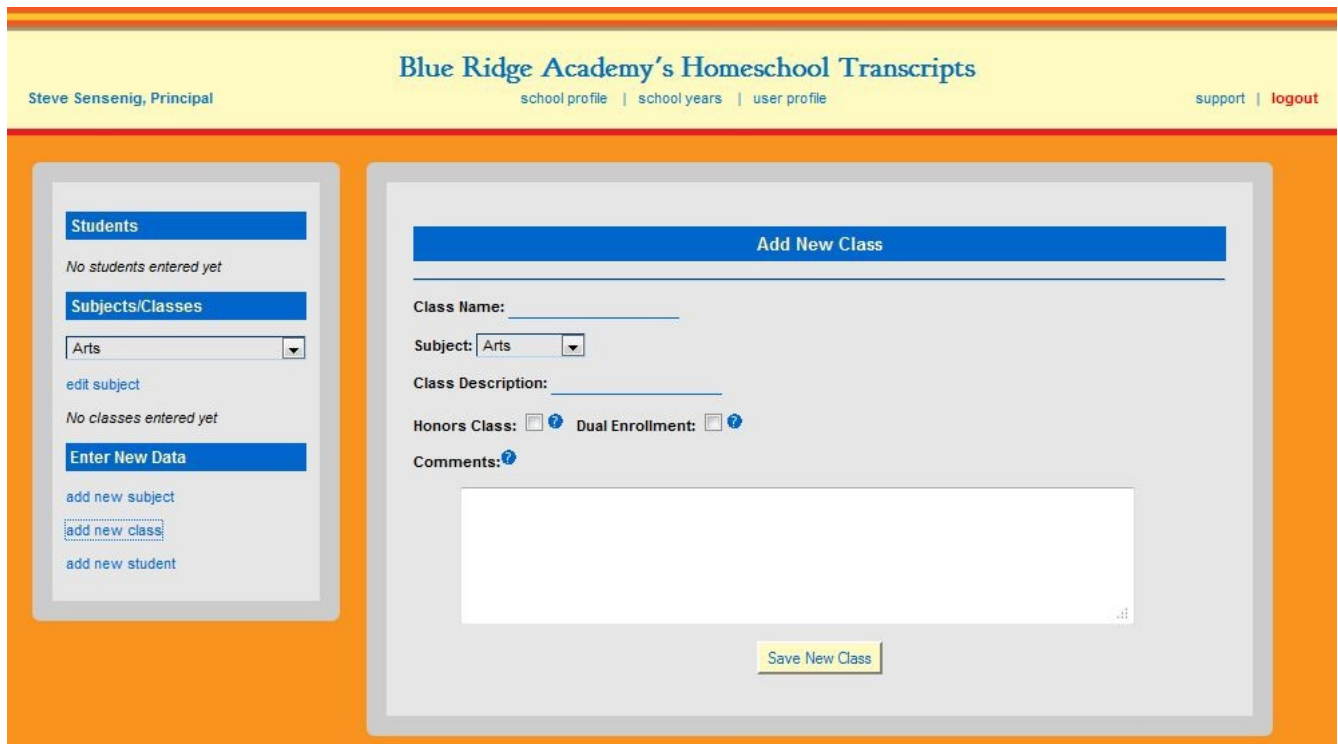 Blue Ridge Academy's Homeschool Transcripts
Steve Sensenig, Principal
school profile | school years | user profile
support | logout
Students
No students entered yet
Subjects/Classes
Arts
edit subject
No classes entered yet
Enter New Data
add new subject
add new class
add new student
Add New Class
Class Name:
Subject: Arts
Class Description:
Honors Class: ? Dual Enrollment: ?
Comments: ?
Save New Class